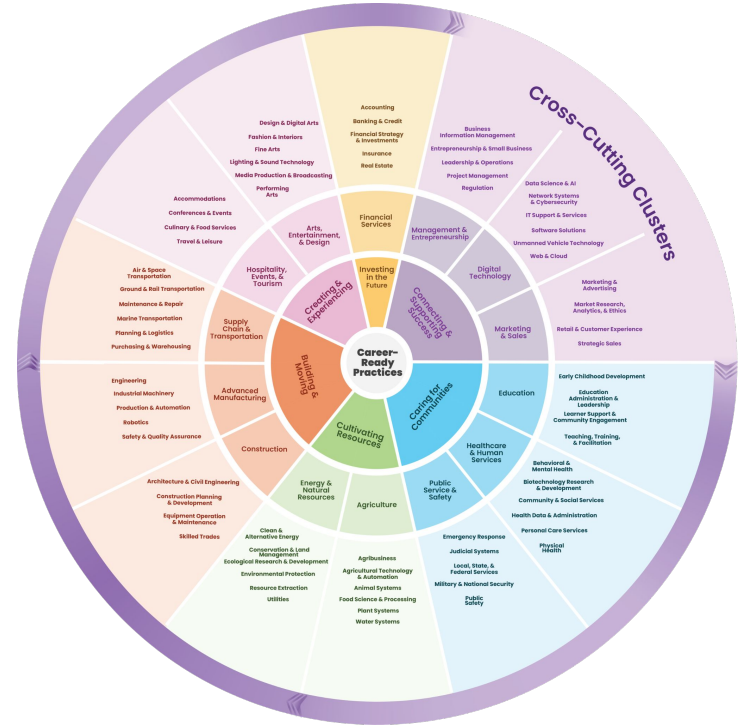 Career-
Ready
Practices
Cross-Cutting Clusters
Investing
in the
Future
Financial
Services
Accounting
Banking & Credit
Financial Strategy
& Investments
Insurance
Real Estate
Connecting &
Supporting
Success
Management &
Entrepreneurship
Business
Information Management
Entrepreneurship & Small Business
Leadership & Operations
Project Management
Regulation
Digital
Technology
Data Science & AI
Network Systems
& Cybersecurity
IT Support & Services
Software Solutions
Unmanned Vehicle Technology
Web & Cloud
Marketing
& Sales
Marketing &
Advertising
Market Research,
Analytics, & Ethics
Retail & Customer Experience
Strategic Sales
Caring for
Communities
Education
Early Childhood Development
Education
Administration &
Leadership
Learner Support &
Community Engagement
Teaching, Training,
& Facilitation
Healthcare
& Human
Services
Behavioral &
Mental Health
Biotechnology Research
& Development
Community & Social Services
Health Data & Administration
Personal Care Services
Physical
Health
Public
Service &
Safety
Emergency Response
Judicial Systems
Local, State, &
Federal Services
Military & National Security
Public
Safety
Cultivating
Resources
Agriculture
Agribusiness
Agricultural Technology
& Automation
Animal Systems
Food Science & Processing
Plant Systems
Water Systems
Energy &
Natural
Resources
Clean &
Alternative Energy
Conservation & Land
Management
Ecological Research & Development
Environmental Protection
Resource Extraction
Utilities
Building &
Moving
Construction
Architecture & Civil Engineering
Construction Planning
& Development
Equipment Operation
& Maintenance
Skilled Trades
Advanced
Manufacturing
Engineering
Industrial Machinery
Production & Automation
Robotics
Safety & Quality Assurance
Supply
Chain &
Transportation
Air & Space
Transportation
Ground & Rail Transportation
Maintenance & Repair
Marine Transportation
Planning & Logistics
Purchasing & Warehousing
Creating &
Experiencing
Hospitality,
Events, &
Tourism
Accommodations
Conferences & Events
Culinary & Food Services
Travel & Leisure
Arts,
Entertainment,
& Design
Design & Digital Arts
Fashion & Interiors
Fine Arts
Lighting & Sound Technology
Media Production & Broadcasting
Performing
Arts